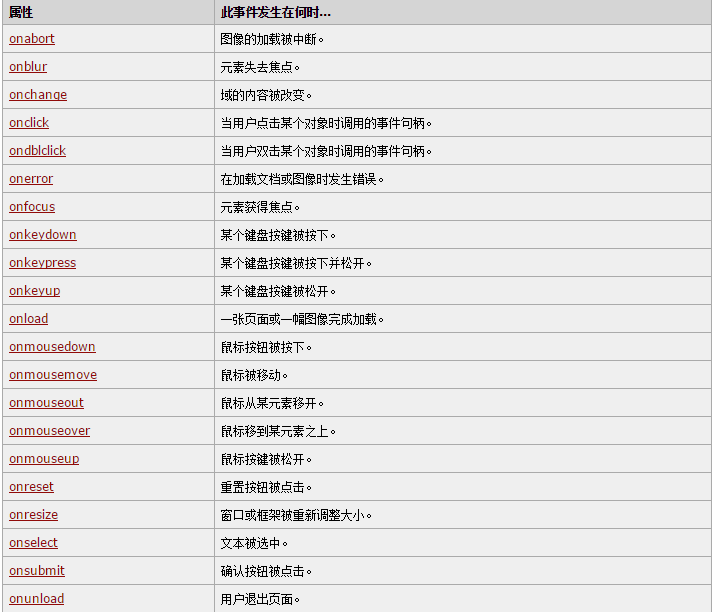 属性 此事件发生在何时...
onabort 图像的加载被中断。
onblur 元素失去焦点。
onchange 域的内容被改变。
onclick 当用户点击某个对象时调用的事件句柄。
ondblclick 当用户双击某个对象时调用的事件句柄。
onerror 在加载文档或图像时发生错误。
onfocus 元素获得焦点。
onkeydown 某个键盘按键被按下。
onkeypress 某个键盘按键被按下并松开。
onkeyup 某个键盘按键被松开。
onload 一张页面或一幅图像完成加载。
onmousedown 鼠标按钮被按下。
onmousemove 鼠标被移动。
onmouseout 鼠标从某元素移开。
onmouseover 鼠标移到某元素之上。
onmouseup 鼠标按键被松开。
onreset 重置按钮被点击。
onresize 窗口或框架被重新调整大小。
onselect 文本被选中。
onsubmit 确认按钮被点击。
onunload 用户退出页面。